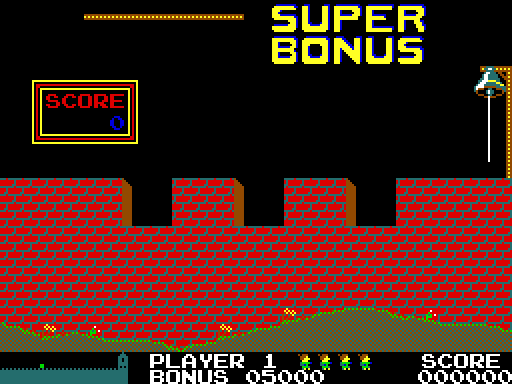 SUPER
BONUS
SCORE
0
PLAYER 1 SCORE
BONUS 05000 000000